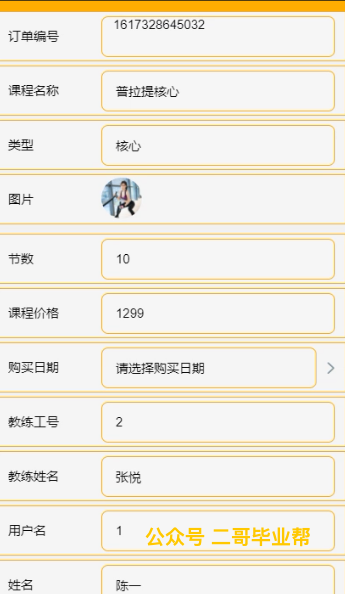 订单编号 1617328645032
课程名称 普拉提核心
类型 核心
图片
节数 10
课程价格 1299
购买日期 请选择购买日期
教练工号 2
教练姓名 张悦
用户名 1
公众号 二哥毕业帮
姓名 陈一